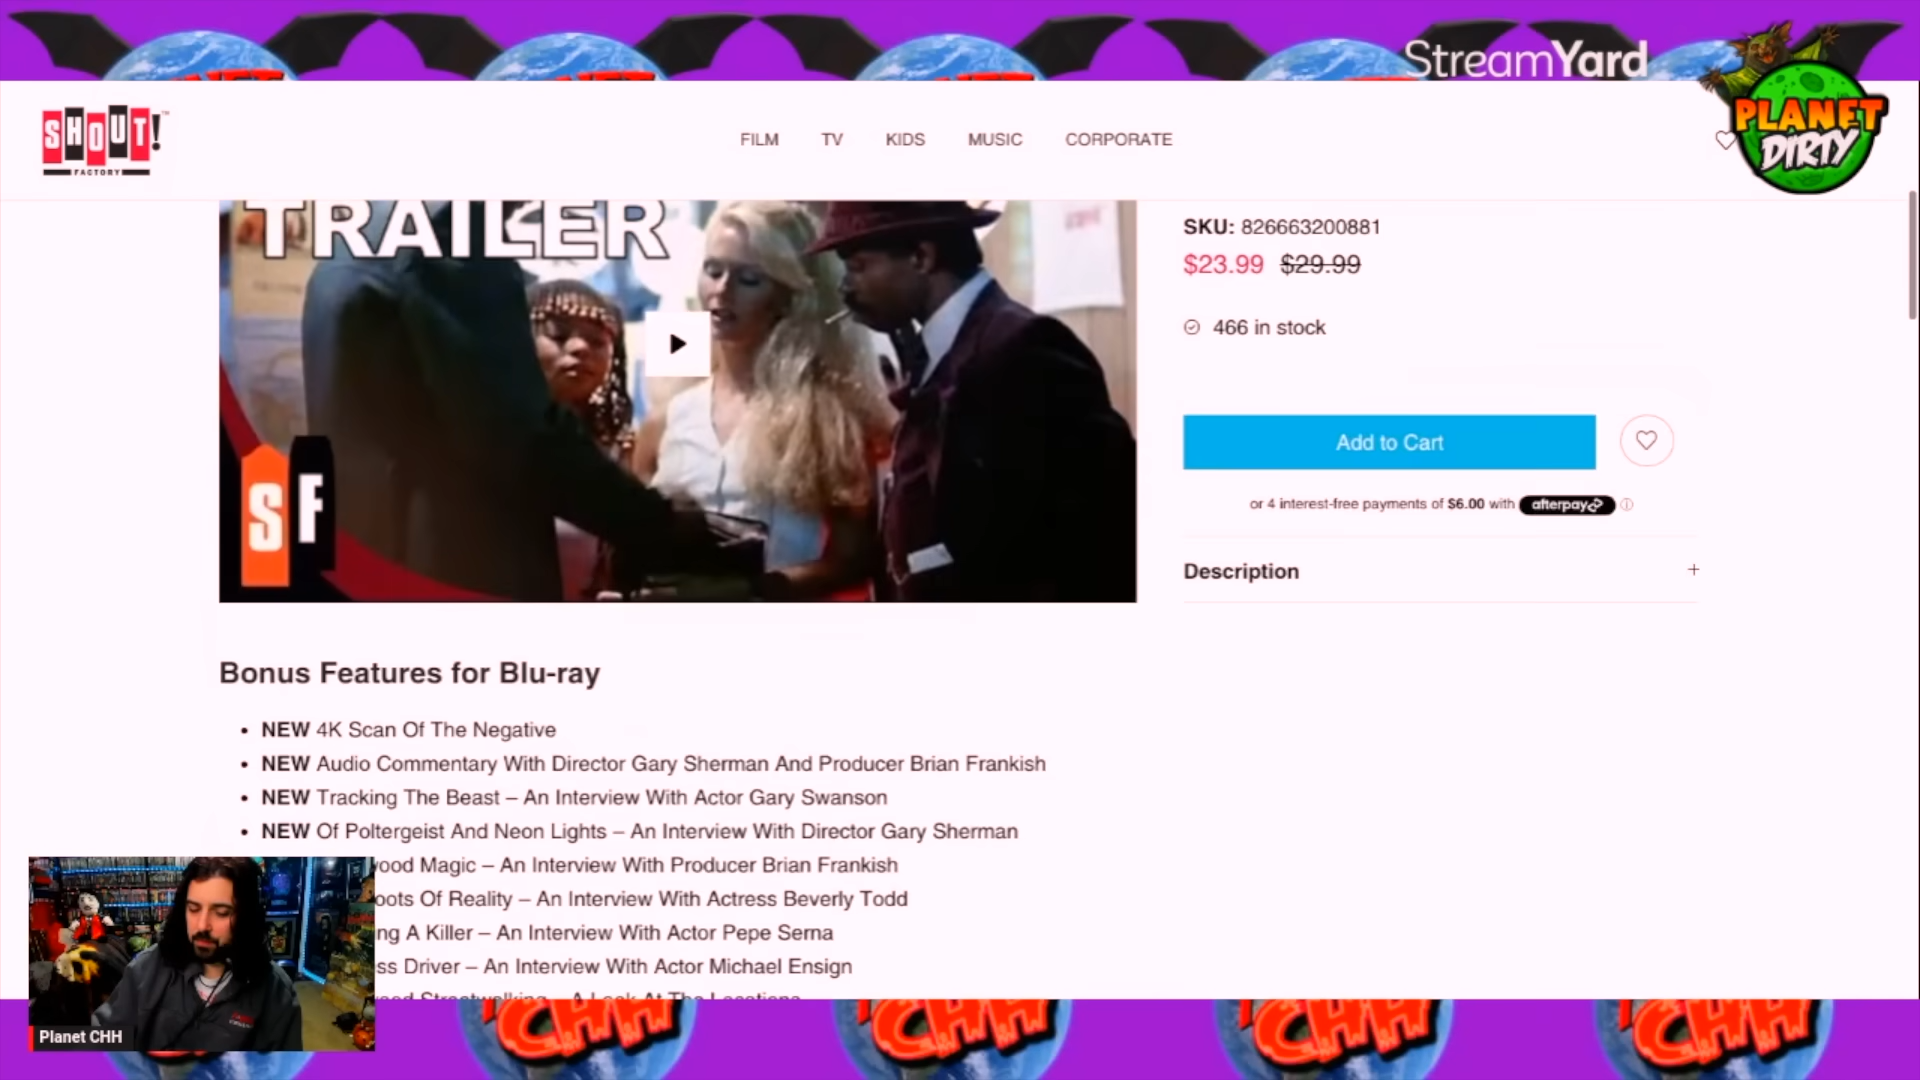 StreamYard
PLANET
DIRTY
SHOUT!
FACTORY
FILM
TV
KIDS
MUSIC
CORPORATE
TRAILER
SF
SKU: 826663200881
$23.99 $29.99
466 in stock
Add to Cart
or 4 interest-free payments of $6.00 with afterpay
Description
Bonus Features for Blu-ray
• NEW 4K Scan Of The Negative
• NEW Audio Commentary With Director Gary Sherman And Producer Brian Frankish
• NEW Tracking The Beast – An Interview With Actor Gary Swanson
• NEW Of Poltergeist And Neon Lights – An Interview With Director Gary Sherman
ood Magic – An Interview With Producer Brian Frankish
oots Of Reality – An Interview With Actress Beverly Todd
ng A Killer – An Interview With Actor Pepe Serna
ss Driver – An Interview With Actor Michael Ensign
Streetwalking – A Look At The Locations
Planet CHH
CHH
CHH
CHH
CHH